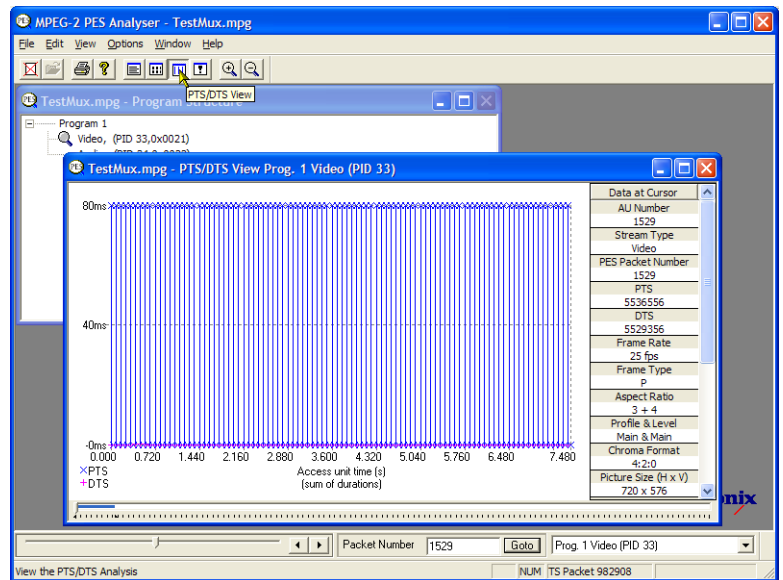 MPEG-2 PES Analyser - TestMux.mpg
File Edit View Options Window Help
PTS/DTS View
TestMux.mpg - Program Structure
Program 1
Video, (PID 33,0x0021)
TestMux.mpg - PTS/DTS View Prog. 1 Video (PID 33)
80ms
40ms
-0ms
0.000 0.720 1.440 2.160 2.880 3.600 4.320 5.040 5.760 6.480 7.480
×PTS
Access unit time (s)
+DTS
(sum of durations)
Data at Cursor
AU Number
1529
Stream Type
Video
PES Packet Number
1529
PTS
5536556
DTS
5529356
Frame Rate
25 fps
Frame Type
P
Aspect Ratio
3 ÷ 4
Profile & Level
Main & Main
Chroma Format
4:2:0
Picture Size (H x V)
720 x 576
nix
Packet Number 1529 Goto Prog. 1 Video (PID 33)
View the PTS/DTS Analysis NUM TS Packet 982908